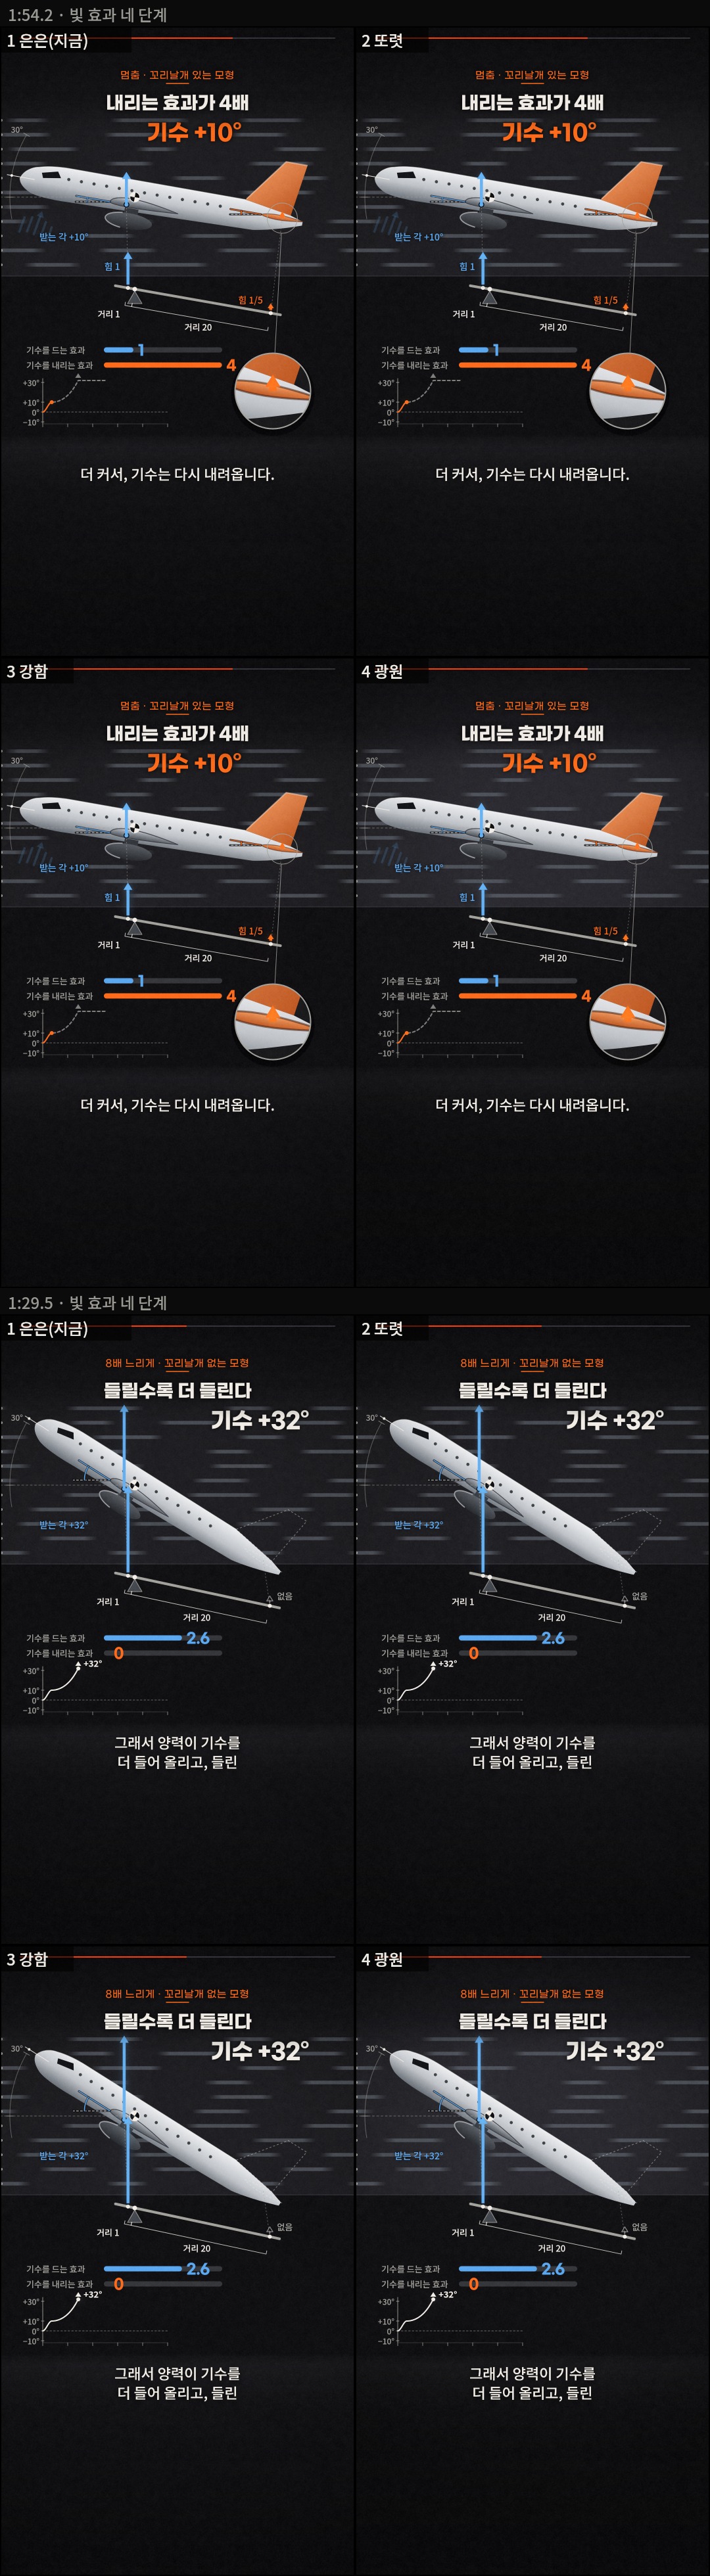 1:54.2 · 빛 효과 네 단계
1 은은(지금)
멈춤 · 꼬리날개 있는 모형
내리는 효과가 4배
기수 +10°
30°
받는 각 +10°
힘 1
힘 1/5
거리 1
거리 20
기수를 드는 효과 1
기수를 내리는 효과 4
+30°
+10°
0°
−10°
더 커서, 기수는 다시 내려옵니다.
2 또렷
멈춤 · 꼬리날개 있는 모형
내리는 효과가 4배
기수 +10°
30°
받는 각 +10°
힘 1
힘 1/5
거리 1
거리 20
기수를 드는 효과 1
기수를 내리는 효과 4
+30°
+10°
0°
−10°
더 커서, 기수는 다시 내려옵니다.
3 강함
멈춤 · 꼬리날개 있는 모형
내리는 효과가 4배
기수 +10°
30°
받는 각 +10°
힘 1
힘 1/5
거리 1
거리 20
기수를 드는 효과 1
기수를 내리는 효과 4
+30°
+10°
0°
−10°
더 커서, 기수는 다시 내려옵니다.
4 광원
멈춤 · 꼬리날개 있는 모형
내리는 효과가 4배
기수 +10°
30°
받는 각 +10°
힘 1
힘 1/5
거리 1
거리 20
기수를 드는 효과 1
기수를 내리는 효과 4
+30°
+10°
0°
−10°
더 커서, 기수는 다시 내려옵니다.
1:29.5 · 빛 효과 네 단계
1 은은(지금)
8배 느리게 · 꼬리날개 없는 모형
들릴수록 더 들린다
기수 +32°
30°
받는 각 +32°
없음
거리 1
거리 20
기수를 드는 효과 2.6
기수를 내리는 효과 0
+32°
+30°
+10°
0°
−10°
그래서 양력이 기수를
더 들어 올리고, 들린
2 또렷
8배 느리게 · 꼬리날개 없는 모형
들릴수록 더 들린다
기수 +32°
30°
받는 각 +32°
없음
거리 1
거리 20
기수를 드는 효과 2.6
기수를 내리는 효과 0
+32°
+30°
+10°
0°
−10°
그래서 양력이 기수를
더 들어 올리고, 들린
3 강함
8배 느리게 · 꼬리날개 없는 모형
들릴수록 더 들린다
기수 +32°
30°
받는 각 +32°
없음
거리 1
거리 20
기수를 드는 효과 2.6
기수를 내리는 효과 0
+32°
+30°
+10°
0°
−10°
그래서 양력이 기수를
더 들어 올리고, 들린
4 광원
8배 느리게 · 꼬리날개 없는 모형
들릴수록 더 들린다
기수 +32°
30°
받는 각 +32°
없음
거리 1
거리 20
기수를 드는 효과 2.6
기수를 내리는 효과 0
+32°
+30°
+10°
0°
−10°
그래서 양력이 기수를
더 들어 올리고, 들린